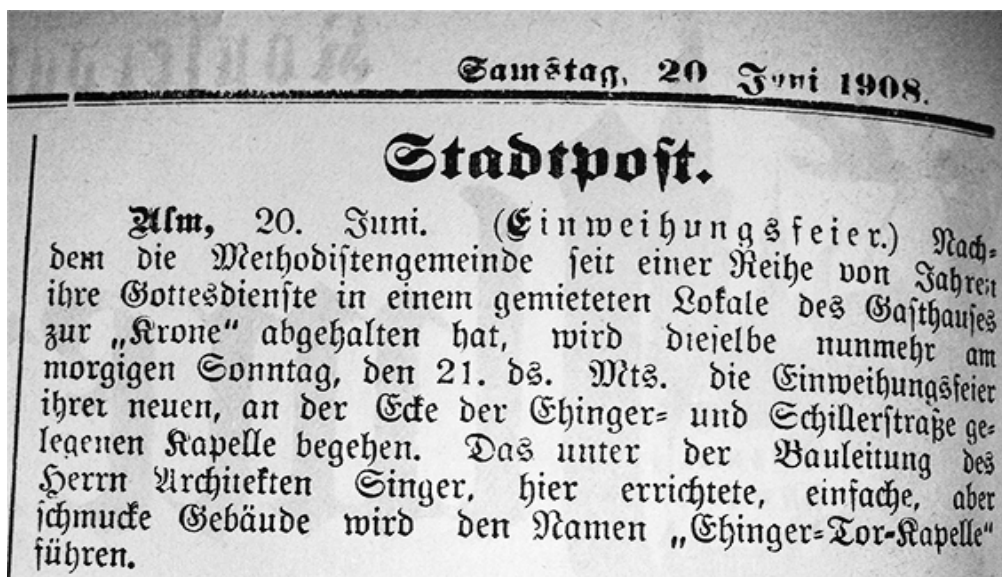 Samstag, 20 Juni 1908.
Stadtpost.
Ulm, 20. Juni. (Einweihungsfeier.) Nach-
dem die Methodistengemeinde seit einer Reihe von Jahren
ihre Gottesdienste in einem gemieteten Lokale des Gasthauses
zur „Krone“ abgehalten hat, wird dieselbe nunmehr am
morgigen Sonntag, den 21. ds. Mts. die Einweihungsfeier
ihrer neuen, an der Ecke der Ehinger- und Schillerstraße ge-
legenen Kapelle begehen. Das unter der Bauleitung des
Herrn Architekten Singer, hier errichtete, einfache, aber
schmucke Gebäude wird den Namen „Ehinger-Tor-Kapelle“
führen.